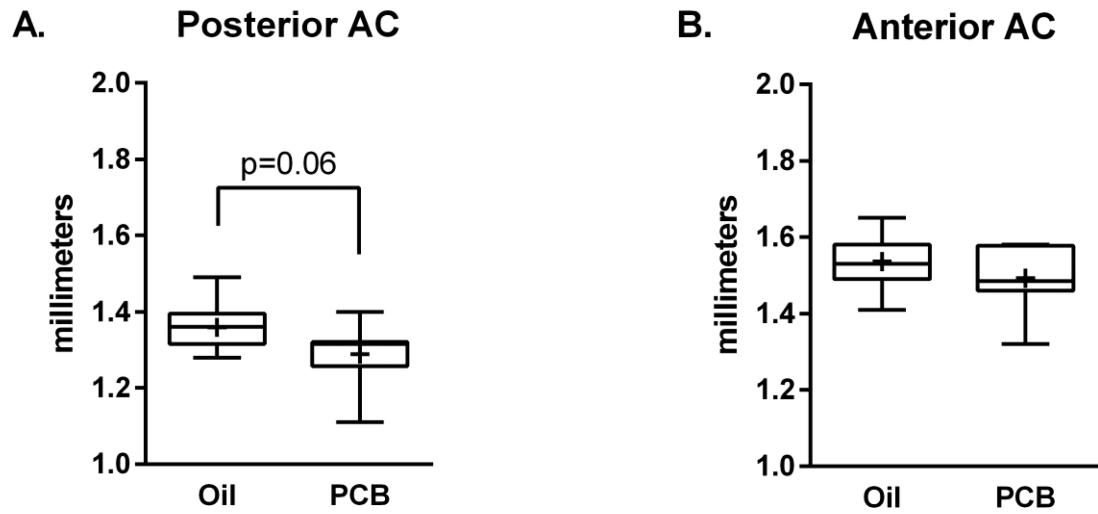 A. Posterior AC
millimeters
2.0
1.8
1.6
1.4
1.2
1.0
p=0.06
Oil PCB
B. Anterior AC
millimeters
2.0
1.8
1.6
1.4
1.2
1.0
Oil PCB